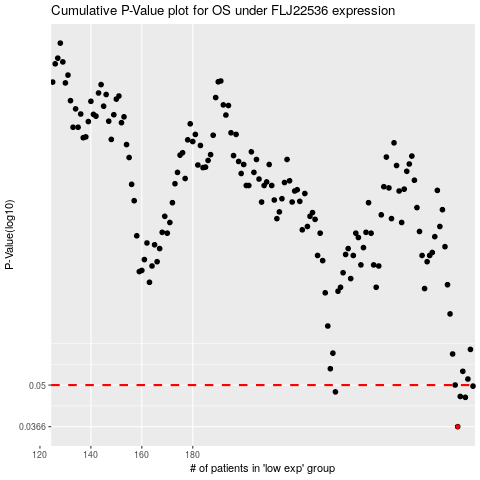 Cumulative P-Value plot for OS under FLJ22536 expression
P-Value(log10)
0.05
0.0366
120 140 160 180
# of patients in 'low exp' group